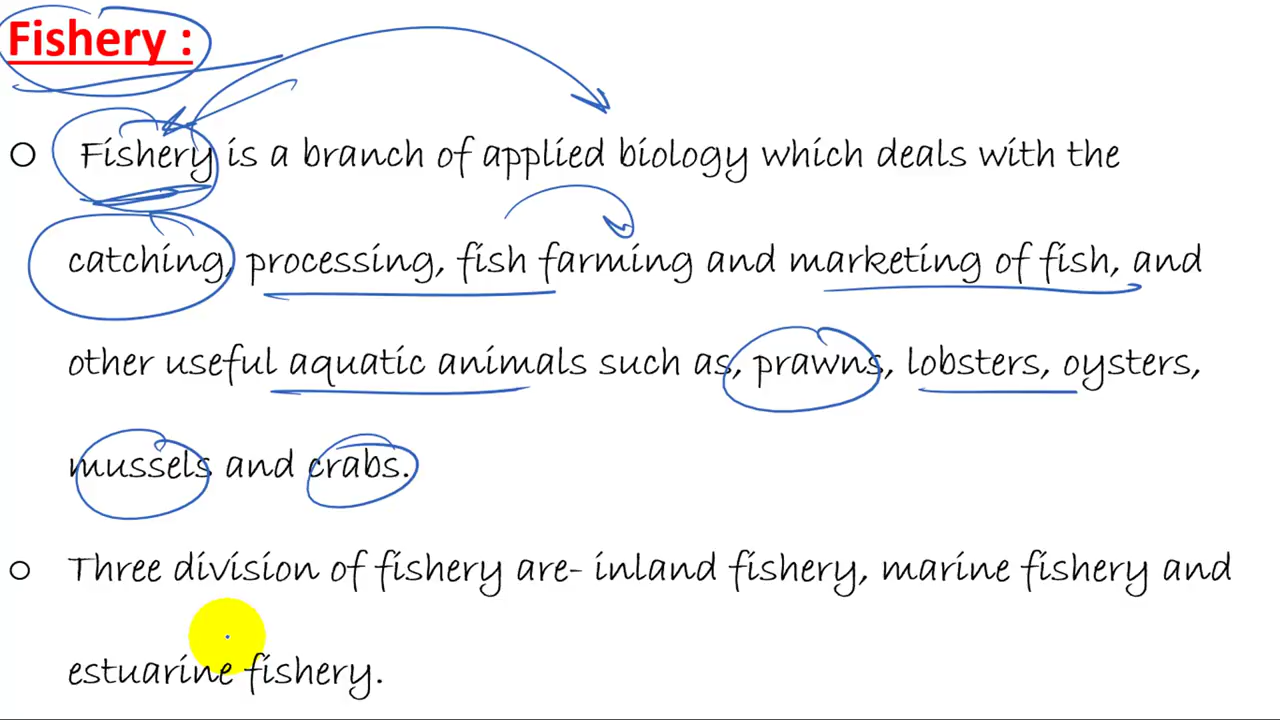 Fishery :
○ Fishery is a branch of applied biology which deals with the
catching, processing, fish farming and marketing of fish, and
other useful aquatic animals such as, prawns, lobsters, oysters,
mussels and crabs.
○ Three division of fishery are- inland fishery, marine fishery and
estuarine fishery.